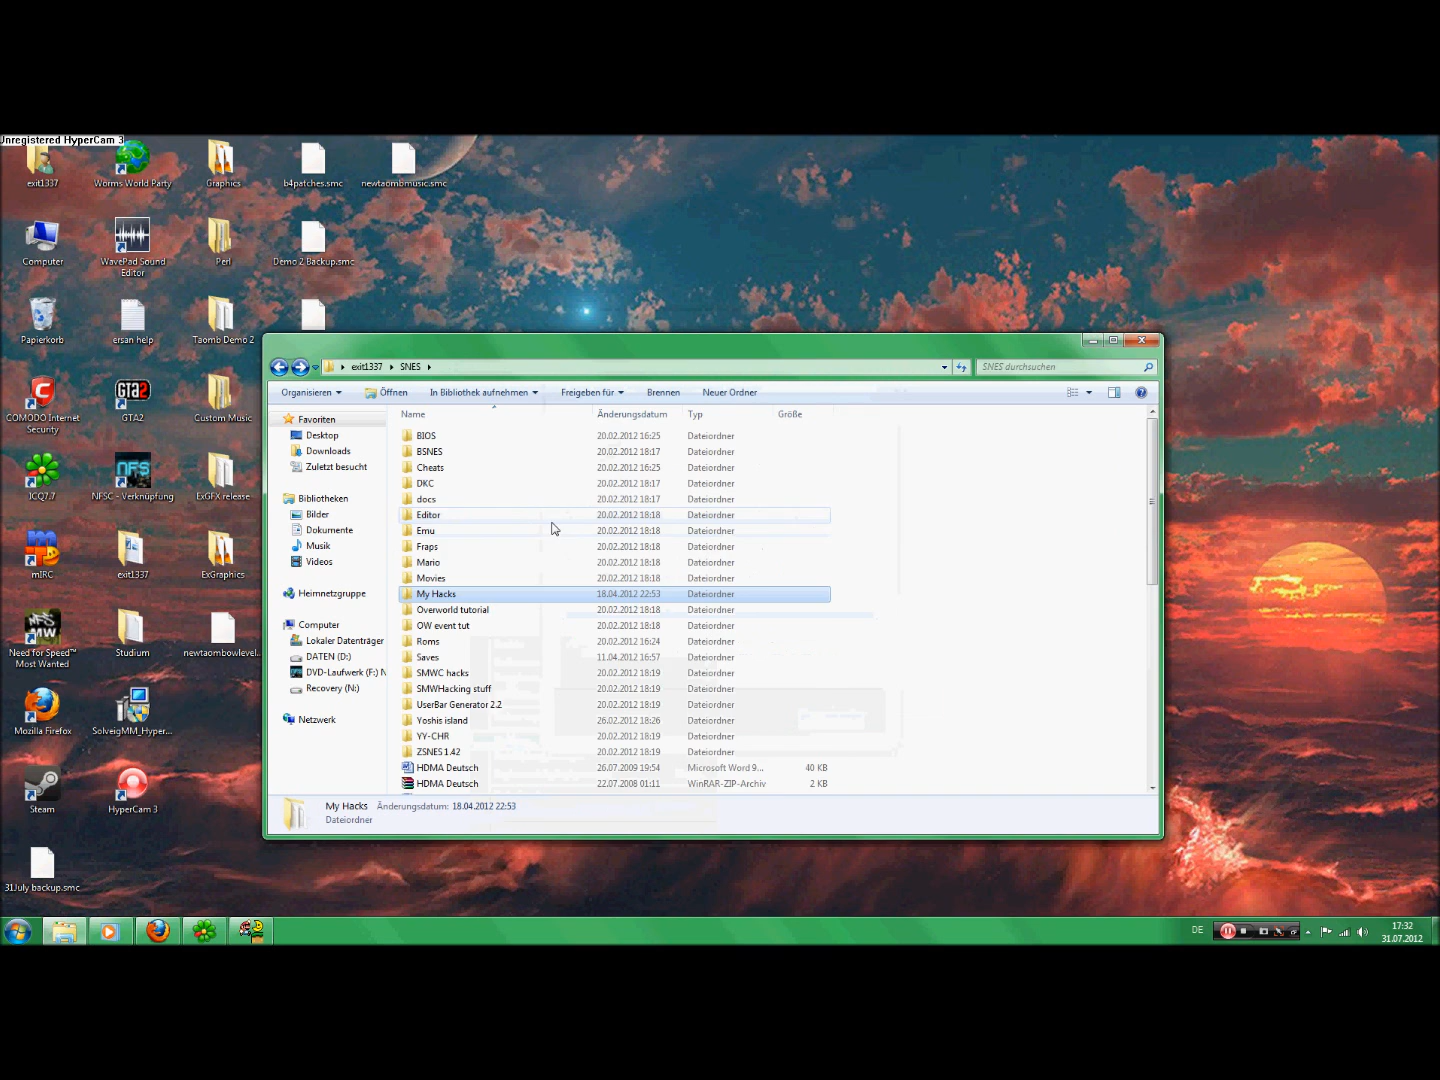 Unregistered HyperCam 3
exit1337
Worms World Party
Graphics
b4patches.smc
newtaombmusic.smc
Computer
WavePad Sound
Editor
Perl
Demo 2 Backup.smc
Papierkorb
ersan help
Taomb Demo 2
COMODO Internet
Security
GTA2
Custom Music
ICQ7.7
NFSC - Verknüpfung
ExGFX release
mIRC
exit1337
ExGraphics
Need for Speed™
Most Wanted
Studium
newtaombowlevel...
Mozilla Firefox
SolveigMM_Hyper...
Steam
HyperCam 3
31July backup.smc
exit1337 SNES
SNES durchsuchen
Organisieren Öffnen In Bibliothek aufnehmen Freigeben für Brennen Neuer Ordner
Favoriten
Desktop
Downloads
Zuletzt besucht
Bibliotheken
Bilder
Dokumente
Musik
Videos
Heimnetzgruppe
Computer
Lokaler Datenträger
DATEN (D:)
DVD-Laufwerk (F:) N
Recovery (N:)
Netzwerk
Name Änderungsdatum Typ Größe
BIOS 20.02.2012 16:25 Dateiordner
BSNES 20.02.2012 18:17 Dateiordner
Cheats 20.02.2012 16:25 Dateiordner
DKC 20.02.2012 18:17 Dateiordner
docs 20.02.2012 18:17 Dateiordner
Editor 20.02.2012 18:18 Dateiordner
Emu 20.02.2012 18:18 Dateiordner
Fraps 20.02.2012 18:18 Dateiordner
Mario 20.02.2012 18:18 Dateiordner
Movies 20.02.2012 18:18 Dateiordner
My Hacks 18.04.2012 22:53 Dateiordner
Overworld tutorial 20.02.2012 18:18 Dateiordner
OW event tut 20.02.2012 18:18 Dateiordner
Roms 20.02.2012 16:24 Dateiordner
Saves 11.04.2012 16:57 Dateiordner
SMWC hacks 20.02.2012 18:19 Dateiordner
SMWHacking stuff 20.02.2012 18:19 Dateiordner
UserBar Generator 2.2 20.02.2012 18:19 Dateiordner
Yoshis island 26.02.2012 18:26 Dateiordner
YY-CHR 20.02.2012 18:19 Dateiordner
ZSNES 1.42 20.02.2012 18:19 Dateiordner
HDMA Deutsch 26.07.2009 19:54 Microsoft Word 9... 40 KB
HDMA Deutsch 22.07.2008 01:11 WinRAR-ZIP-Archiv 2 KB
My Hacks Änderungsdatum: 18.04.2012 22:53
Dateiordner
DE
17:32
31.07.2012